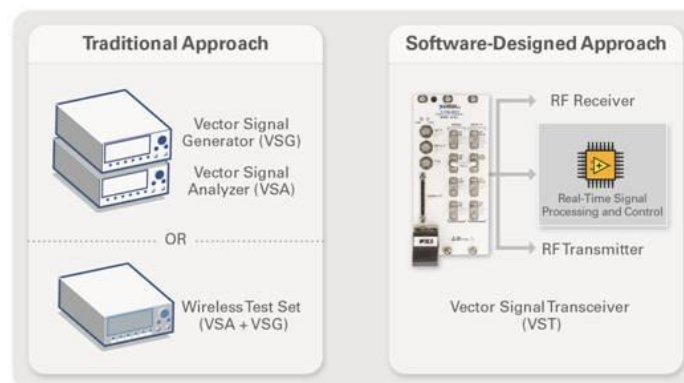 Traditional Approach
Vector Signal
Generator (VSG)
Vector Signal
Analyzer (VSA)
OR
Wireless Test Set
(VSA + VSG)
Software-Designed Approach
RF Receiver
Real-Time Signal
Processing and Control
RF Transmitter
Vector Signal Transceiver
(VST)